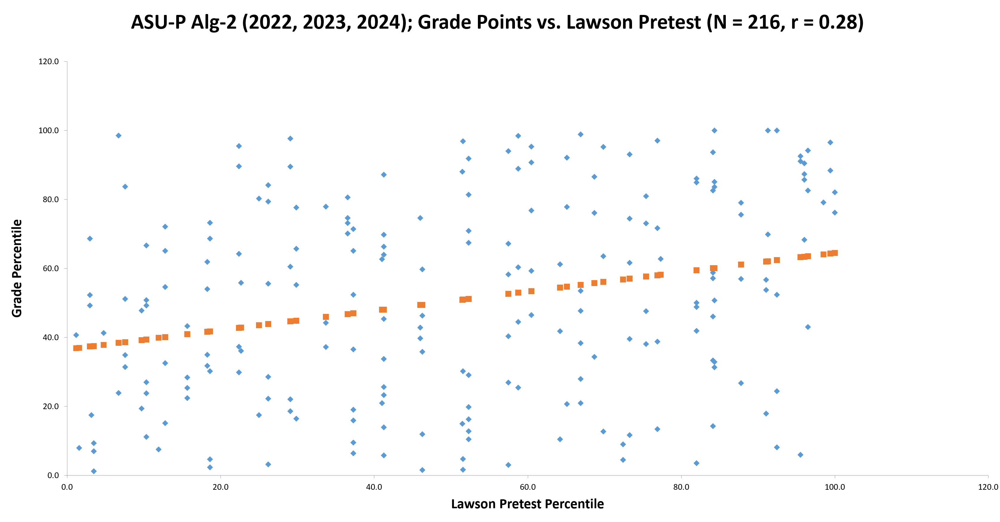 ASU-P Alg-2 (2022, 2023, 2024); Grade Points vs. Lawson Pretest (N = 216, r = 0.28)
120.0
100.0
80.0
60.0
40.0
20.0
0.0
Grade Percentile
0.0 20.0 40.0 60.0 80.0 100.0 120.0
Lawson Pretest Percentile